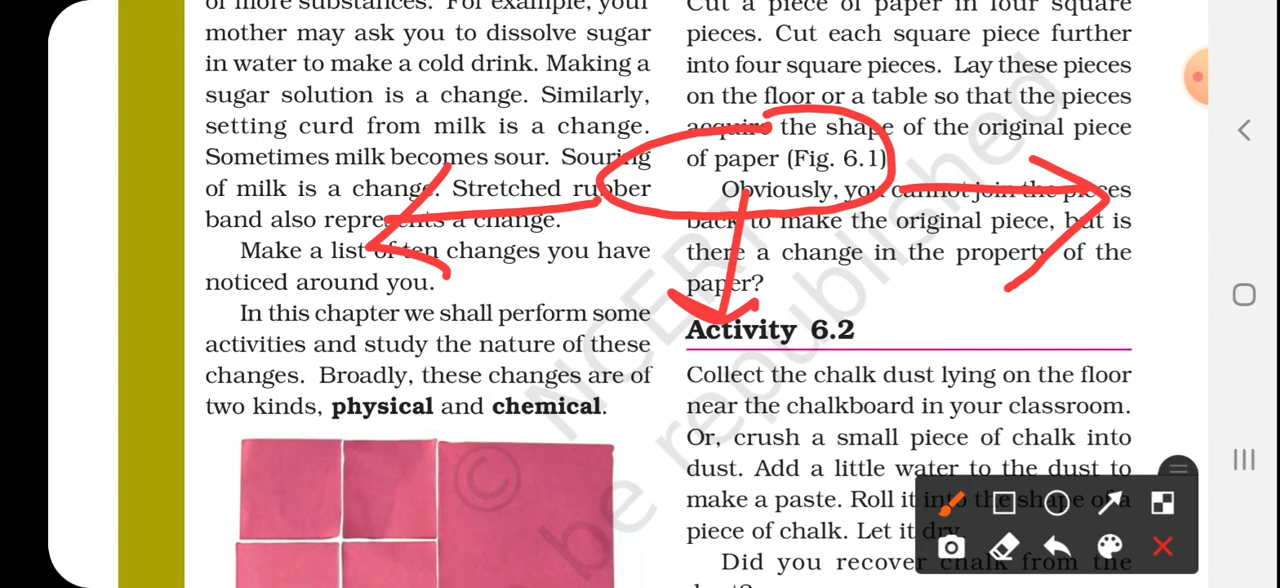 of more substances. For example, your
mother may ask you to dissolve sugar
in water to make a cold drink. Making a
sugar solution is a change. Similarly,
setting curd from milk is a change.
Sometimes milk becomes sour. Souring
of milk is a change. Stretched rubber
band also represents a change.
Make a list of ten changes you have
noticed around you.
In this chapter we shall perform some
activities and study the nature of these
changes. Broadly, these changes are of
two kinds, physical and chemical.
Cut a piece of paper in four square
pieces. Cut each square piece further
into four square pieces. Lay these pieces
on the floor or a table so that the pieces
acquire the shape of the original piece
of paper (Fig. 6.1)
Obviously, you cannot join the pieces
back to make the original piece, but is
there a change in the property of the
paper?
Activity 6.2
Collect the chalk dust lying on the floor
near the chalkboard in your classroom.
Or, crush a small piece of chalk into
dust. Add a little water to the dust to
make a paste. Roll it into the shape of a
piece of chalk. Let it dry.
Did you recover chalk from the
© NCERT
be republished